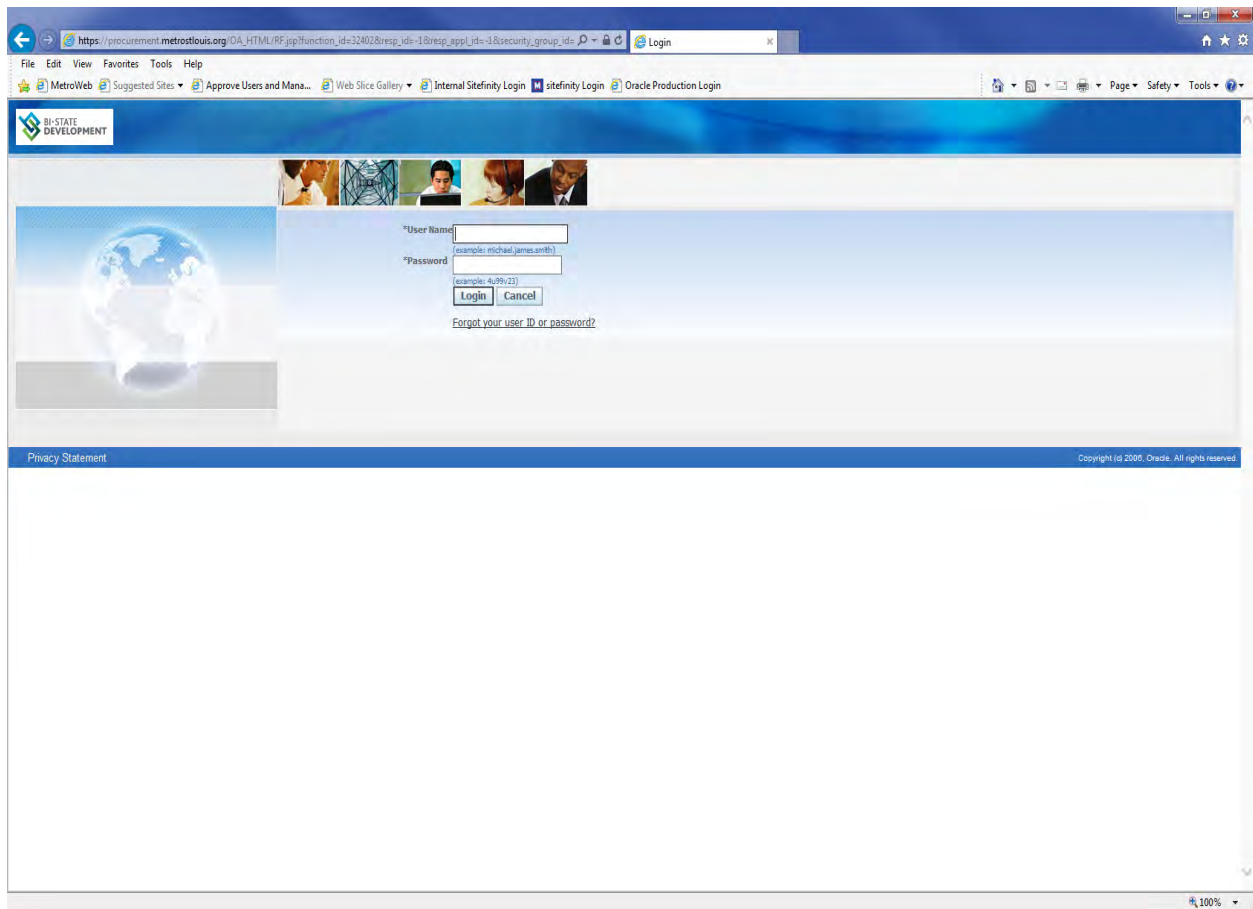 https://procurement.metrostlouis.org/OA_HTML/RF.jsp?function_id=32402&resp_id=-1&resp_appl_id=-1&security_group_id=
Login
File Edit View Favorites Tools Help
MetroWeb Suggested Sites Approve Users and Mana... Web Slice Gallery Internal Sitefinity Login M sitefinity Login Oracle Production Login
Page Safety Tools
BI-STATE
DEVELOPMENT
*User Name
(example: michael.james.smith)
*Password
(example: 4u99v23)
Login Cancel
Forgot your user ID or password?
Privacy Statement
Copyright (c) 2006, Oracle. All rights reserved.
100%